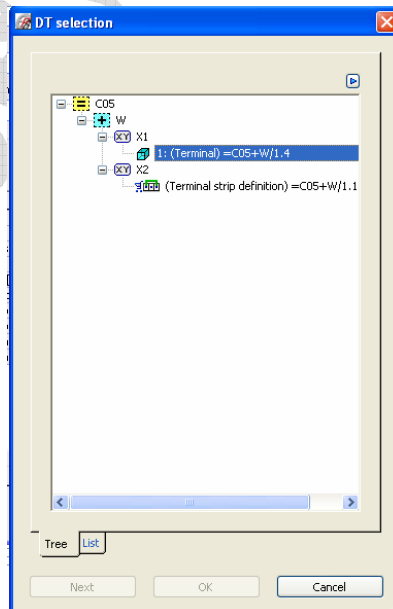 DT selection
C05
W
XY X1
1: (Terminal) =C05+W/1.4
XY X2
(Terminal strip definition) =C05+W/1.1
Tree List
Next OK Cancel